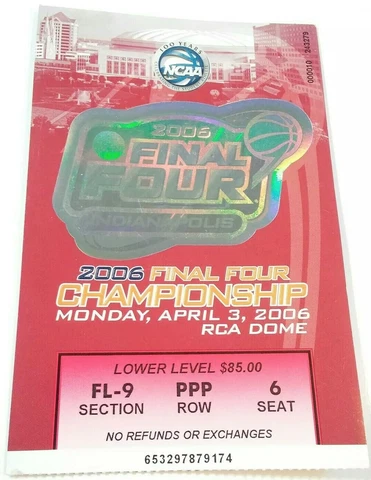 100 YEARS
NCAA
000010 243279
2006
FINAL
FOUR
INDIANAPOLIS
2006 FINAL FOUR
CHAMPIONSHIP
MONDAY, APRIL 3, 2006
RCA DOME
LOWER LEVEL $85.00
FL-9 PPP 6
SECTION ROW SEAT
NO REFUNDS OR EXCHANGES
653297879174